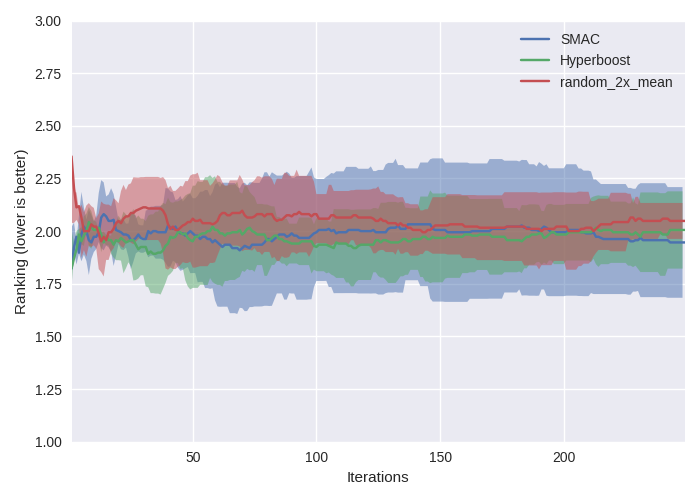 3.00
2.75
2.50
2.25
2.00
1.75
1.50
1.25
1.00
Ranking (lower is better)
SMAC
Hyperboost
random_2x_mean
50
100
150
200
Iterations